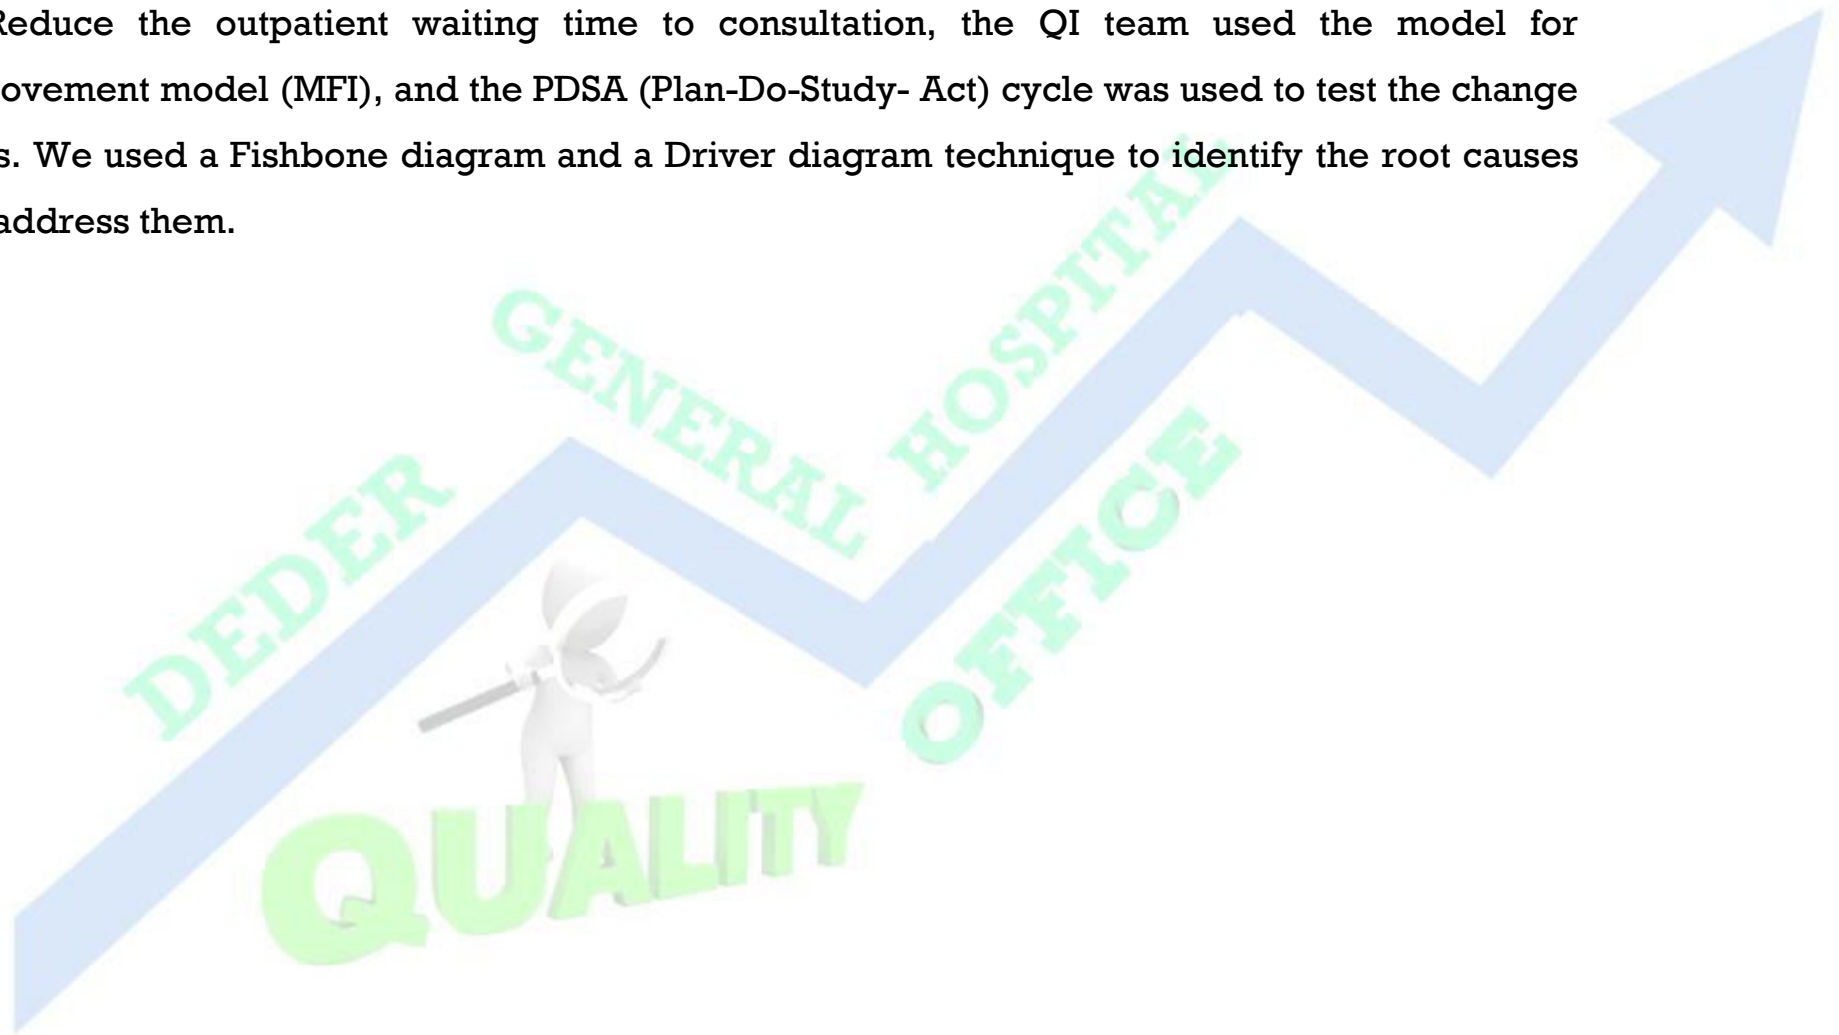 Reduce the outpatient waiting time to consultation, the QI team used the model for
ovement model (MFI), and the PDSA (Plan-Do-Study- Act) cycle was used to test the change
s. We used a Fishbone diagram and a Driver diagram technique to identify the root causes
address them.
DEDER
GENERAL
HOSPITAL
OFFICE
QUALITY